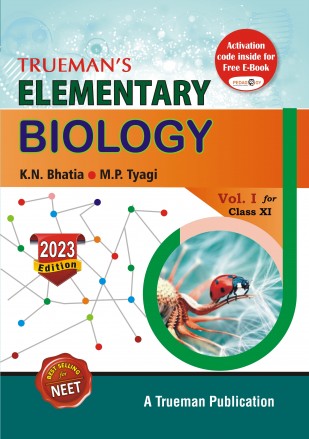 Activation
code inside for
Free E-Book
TRUEMAN'S
ELEMENTARY
BIOLOGY
K.N. Bhatia • M.P. Tyagi
Vol. I for
Class XI
2023
Edition
BEST SELLING
for
NEET
A Trueman Publication